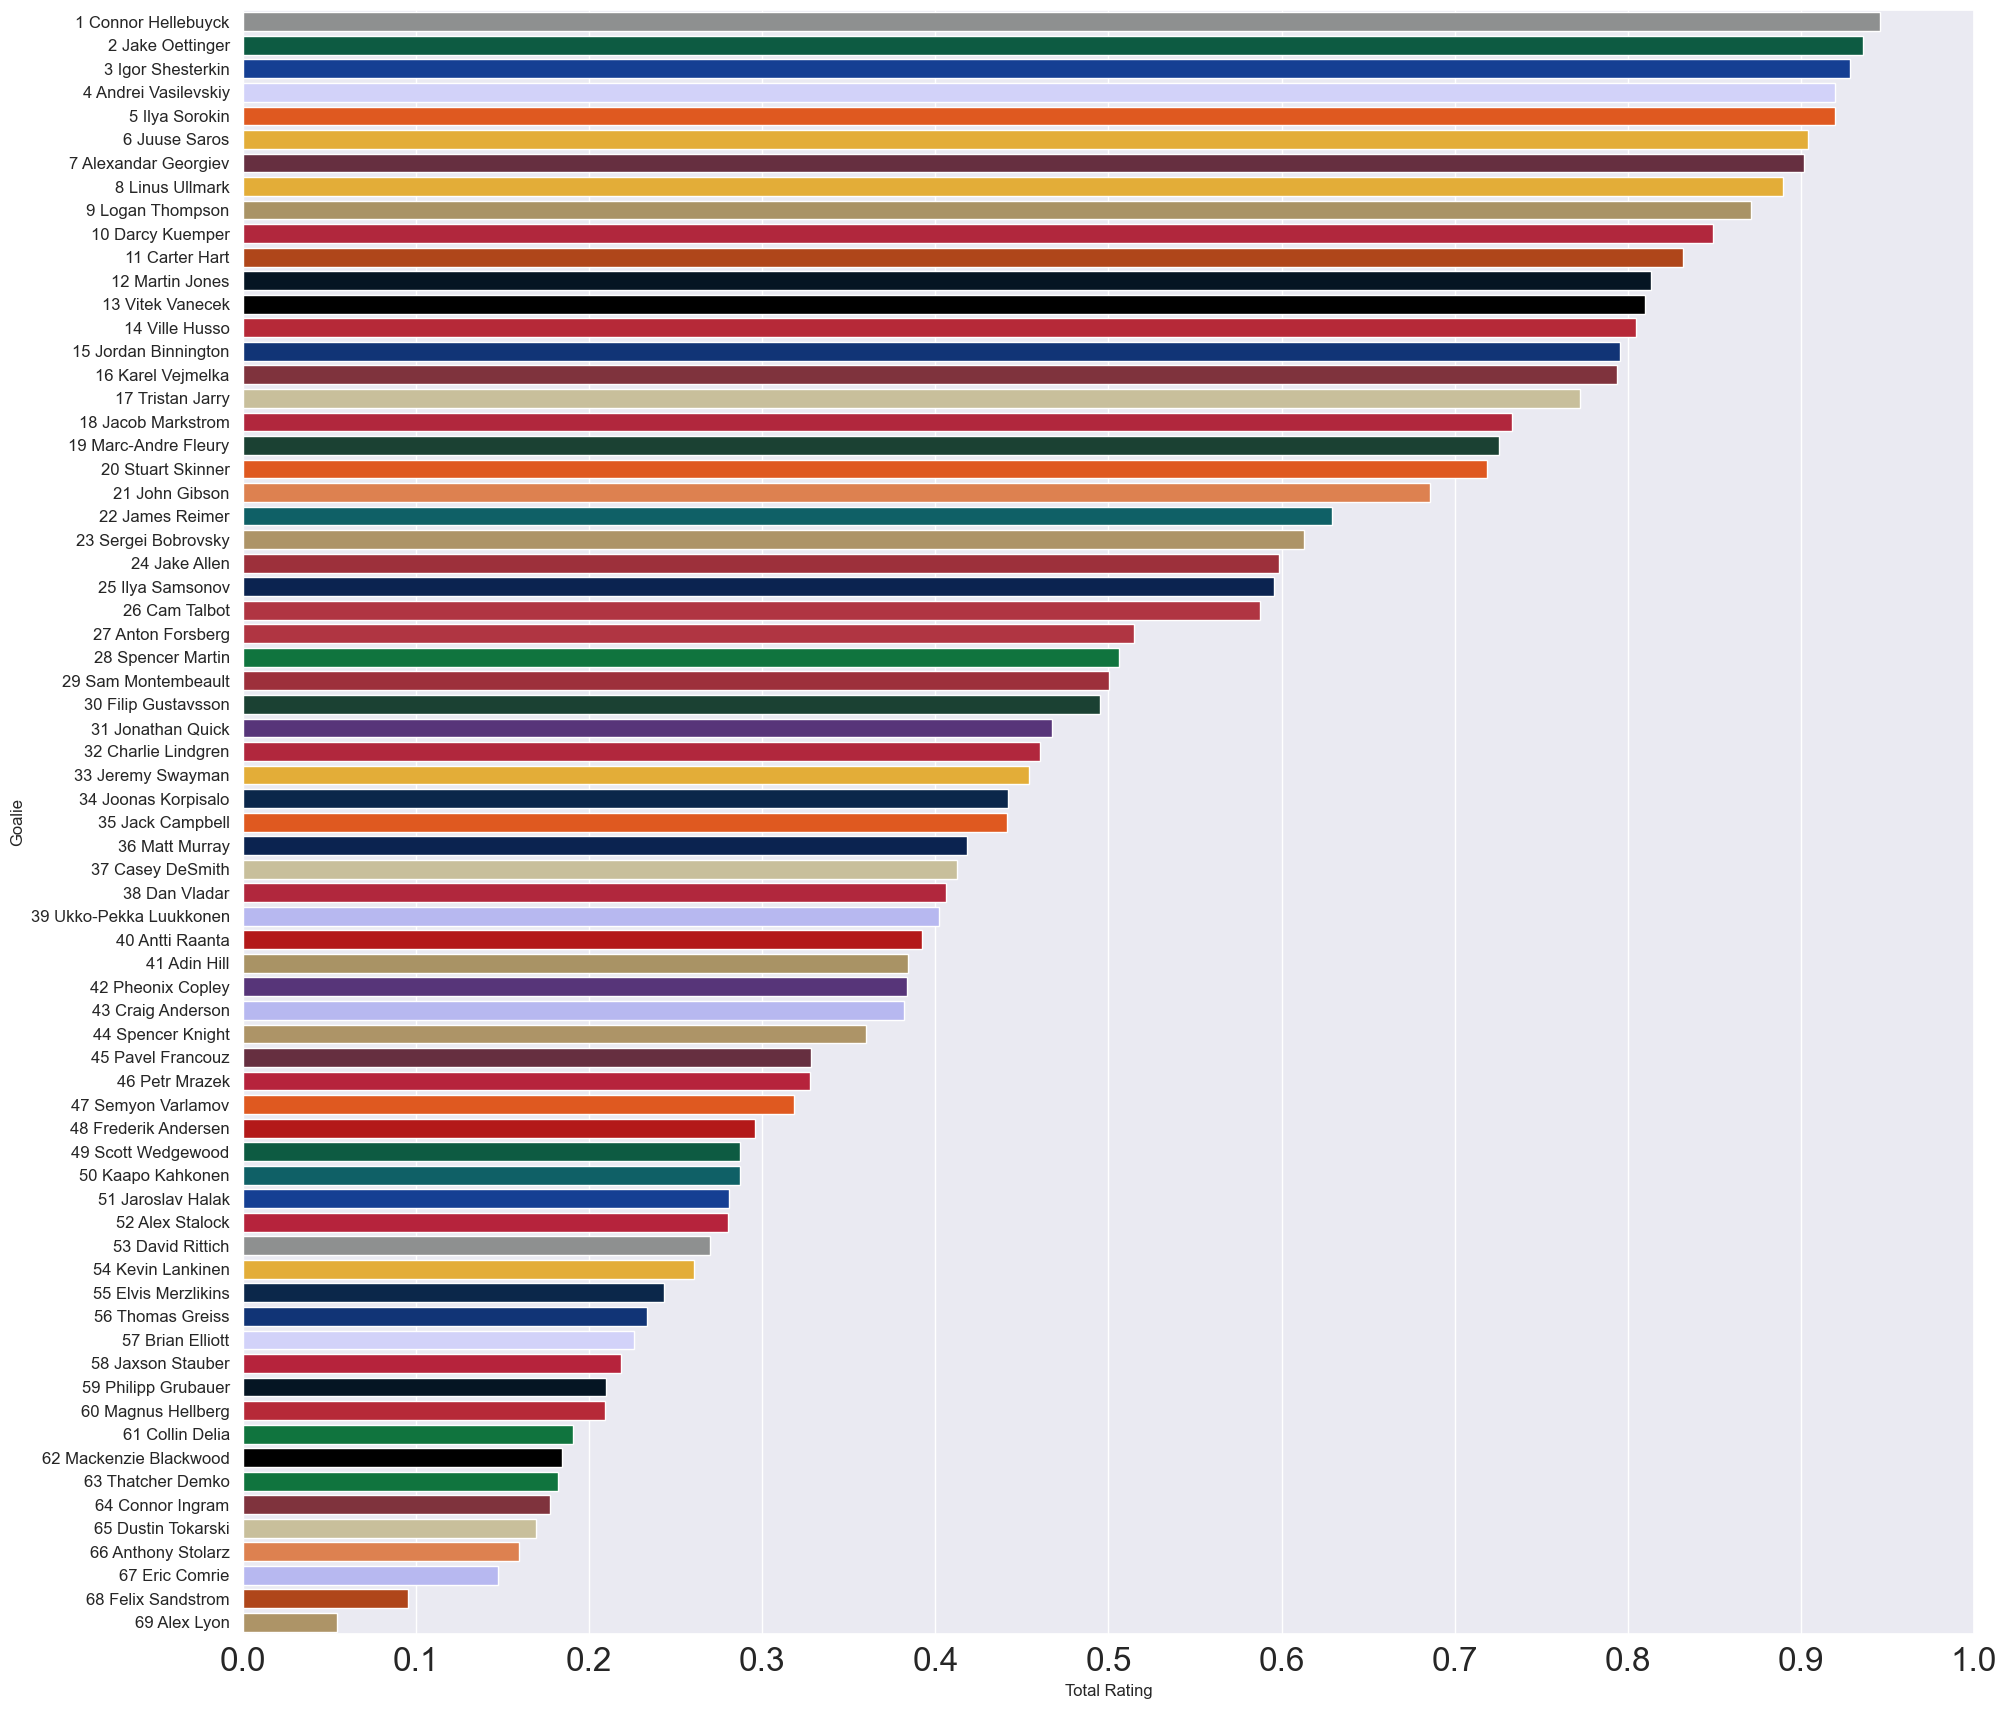 1 Connor Hellebuyck
2 Jake Oettinger
3 Igor Shesterkin
4 Andrei Vasilevskiy
5 Ilya Sorokin
6 Juuse Saros
7 Alexandar Georgiev
8 Linus Ullmark
9 Logan Thompson
10 Darcy Kuemper
11 Carter Hart
12 Martin Jones
13 Vitek Vanecek
14 Ville Husso
15 Jordan Binnington
16 Karel Vejmelka
17 Tristan Jarry
18 Jacob Markstrom
19 Marc-Andre Fleury
20 Stuart Skinner
21 John Gibson
22 James Reimer
23 Sergei Bobrovsky
24 Jake Allen
25 Ilya Samsonov
26 Cam Talbot
27 Anton Forsberg
28 Spencer Martin
29 Sam Montembeault
30 Filip Gustavsson
31 Jonathan Quick
32 Charlie Lindgren
33 Jeremy Swayman
34 Joonas Korpisalo
35 Jack Campbell
36 Matt Murray
37 Casey DeSmith
38 Dan Vladar
39 Ukko-Pekka Luukkonen
40 Antti Raanta
41 Adin Hill
42 Pheonix Copley
43 Craig Anderson
44 Spencer Knight
45 Pavel Francouz
46 Petr Mrazek
47 Semyon Varlamov
48 Frederik Andersen
49 Scott Wedgewood
50 Kaapo Kahkonen
51 Jaroslav Halak
52 Alex Stalock
53 David Rittich
54 Kevin Lankinen
55 Elvis Merzlikins
56 Thomas Greiss
57 Brian Elliott
58 Jaxson Stauber
59 Philipp Grubauer
60 Magnus Hellberg
61 Collin Delia
62 Mackenzie Blackwood
63 Thatcher Demko
64 Connor Ingram
65 Dustin Tokarski
66 Anthony Stolarz
67 Eric Comrie
68 Felix Sandstrom
69 Alex Lyon
Goalie
0.0 0.1 0.2 0.3 0.4 0.5 0.6 0.7 0.8 0.9 1.0
Total Rating